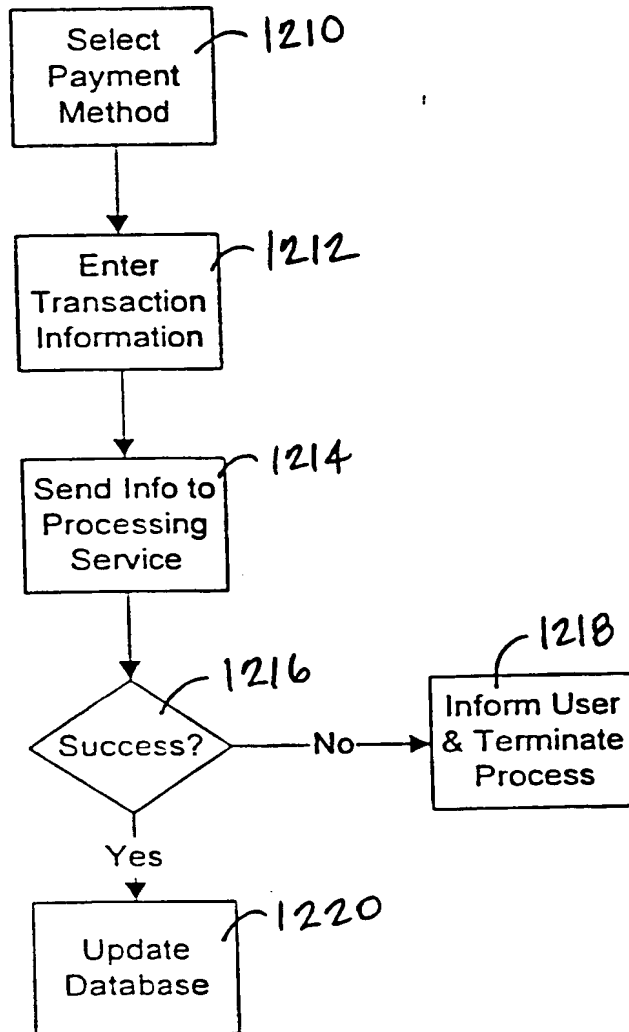 Select
Payment
Method
1210
Enter
Transaction
Information
1212
Send Info to
Processing
Service
1214
Success?
1216
No
Inform User
& Terminate
Process
1218
Yes
Update
Database
1220